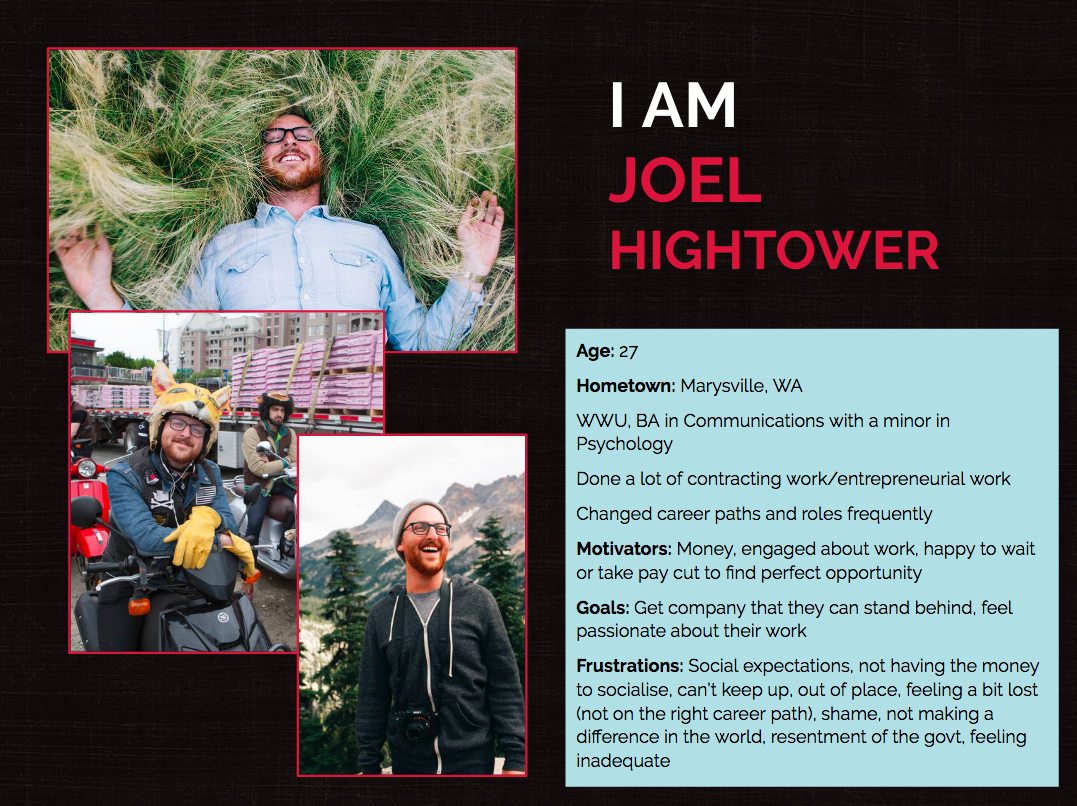 I AM
JOEL
HIGHTOWER
Age: 27
Hometown: Marysville, WA
WWU, BA in Communications with a minor in
Psychology
Done a lot of contracting work/entrepreneurial work
Changed career paths and roles frequently
Motivators: Money, engaged about work, happy to wait
or take pay cut to find perfect opportunity
Goals: Get company that they can stand behind, feel
passionate about their work
Frustrations: Social expectations, not having the money
to socialise, can't keep up, out of place, feeling a bit lost
(not on the right career path), shame, not making a
difference in the world, resentment of the govt, feeling
inadequate